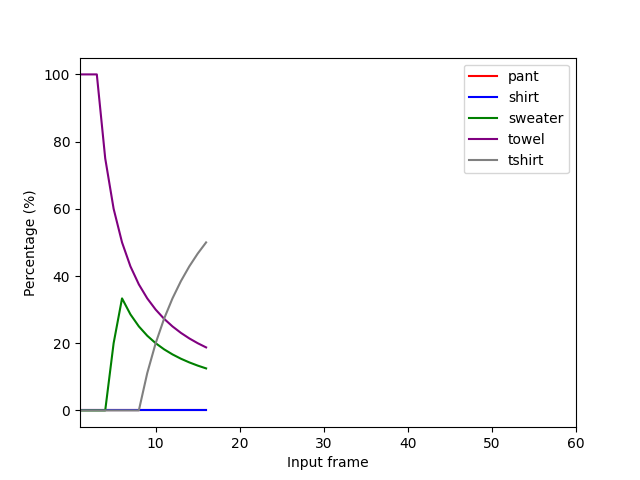 100
80
60
40
20
0
Percentage (%)
pant
shirt
sweater
towel
tshirt
10 20 30 40 50 60
Input frame